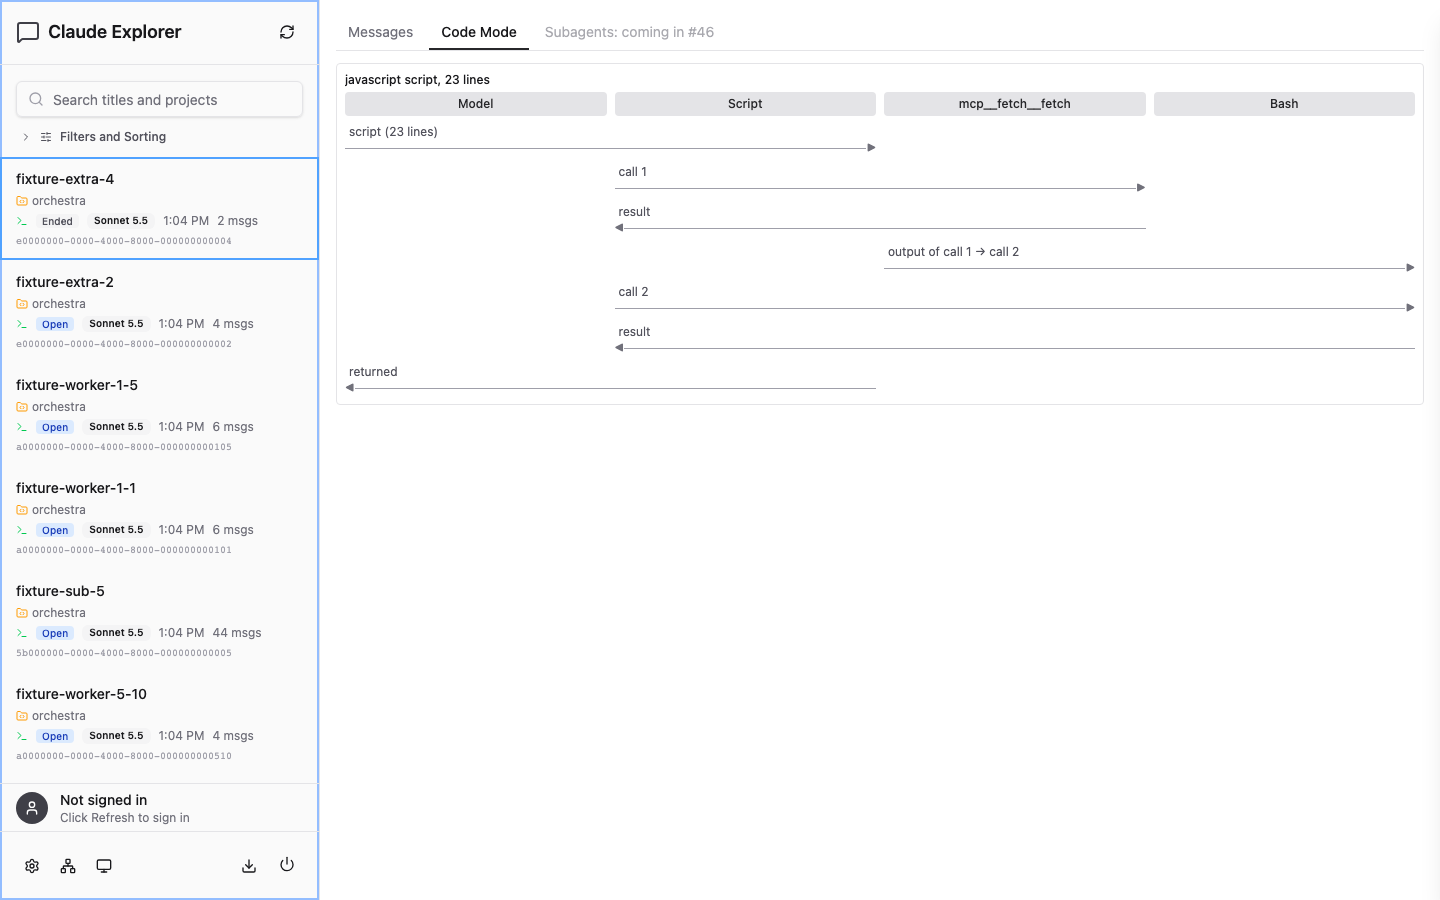 Claude Explorer
Search titles and projects
Filters and Sorting
fixture-extra-4
orchestra
Ended Sonnet 5.5 1:04 PM 2 msgs
e0000000-0000-4000-8000-000000000004
fixture-extra-2
orchestra
Open Sonnet 5.5 1:04 PM 4 msgs
e0000000-0000-4000-8000-000000000002
fixture-worker-1-5
orchestra
Open Sonnet 5.5 1:04 PM 6 msgs
a0000000-0000-4000-8000-000000000105
fixture-worker-1-1
orchestra
Open Sonnet 5.5 1:04 PM 6 msgs
a0000000-0000-4000-8000-000000000101
fixture-sub-5
orchestra
Open Sonnet 5.5 1:04 PM 44 msgs
5b000000-0000-4000-8000-000000000005
fixture-worker-5-10
orchestra
Open Sonnet 5.5 1:04 PM 4 msgs
a0000000-0000-4000-8000-000000000510
Not signed in
Click Refresh to sign in
Messages Code Mode Subagents: coming in #46
javascript script, 23 lines
Model Script mcp__fetch__fetch Bash
script (23 lines)
call 1
result
output of call 1 → call 2
call 2
result
returned